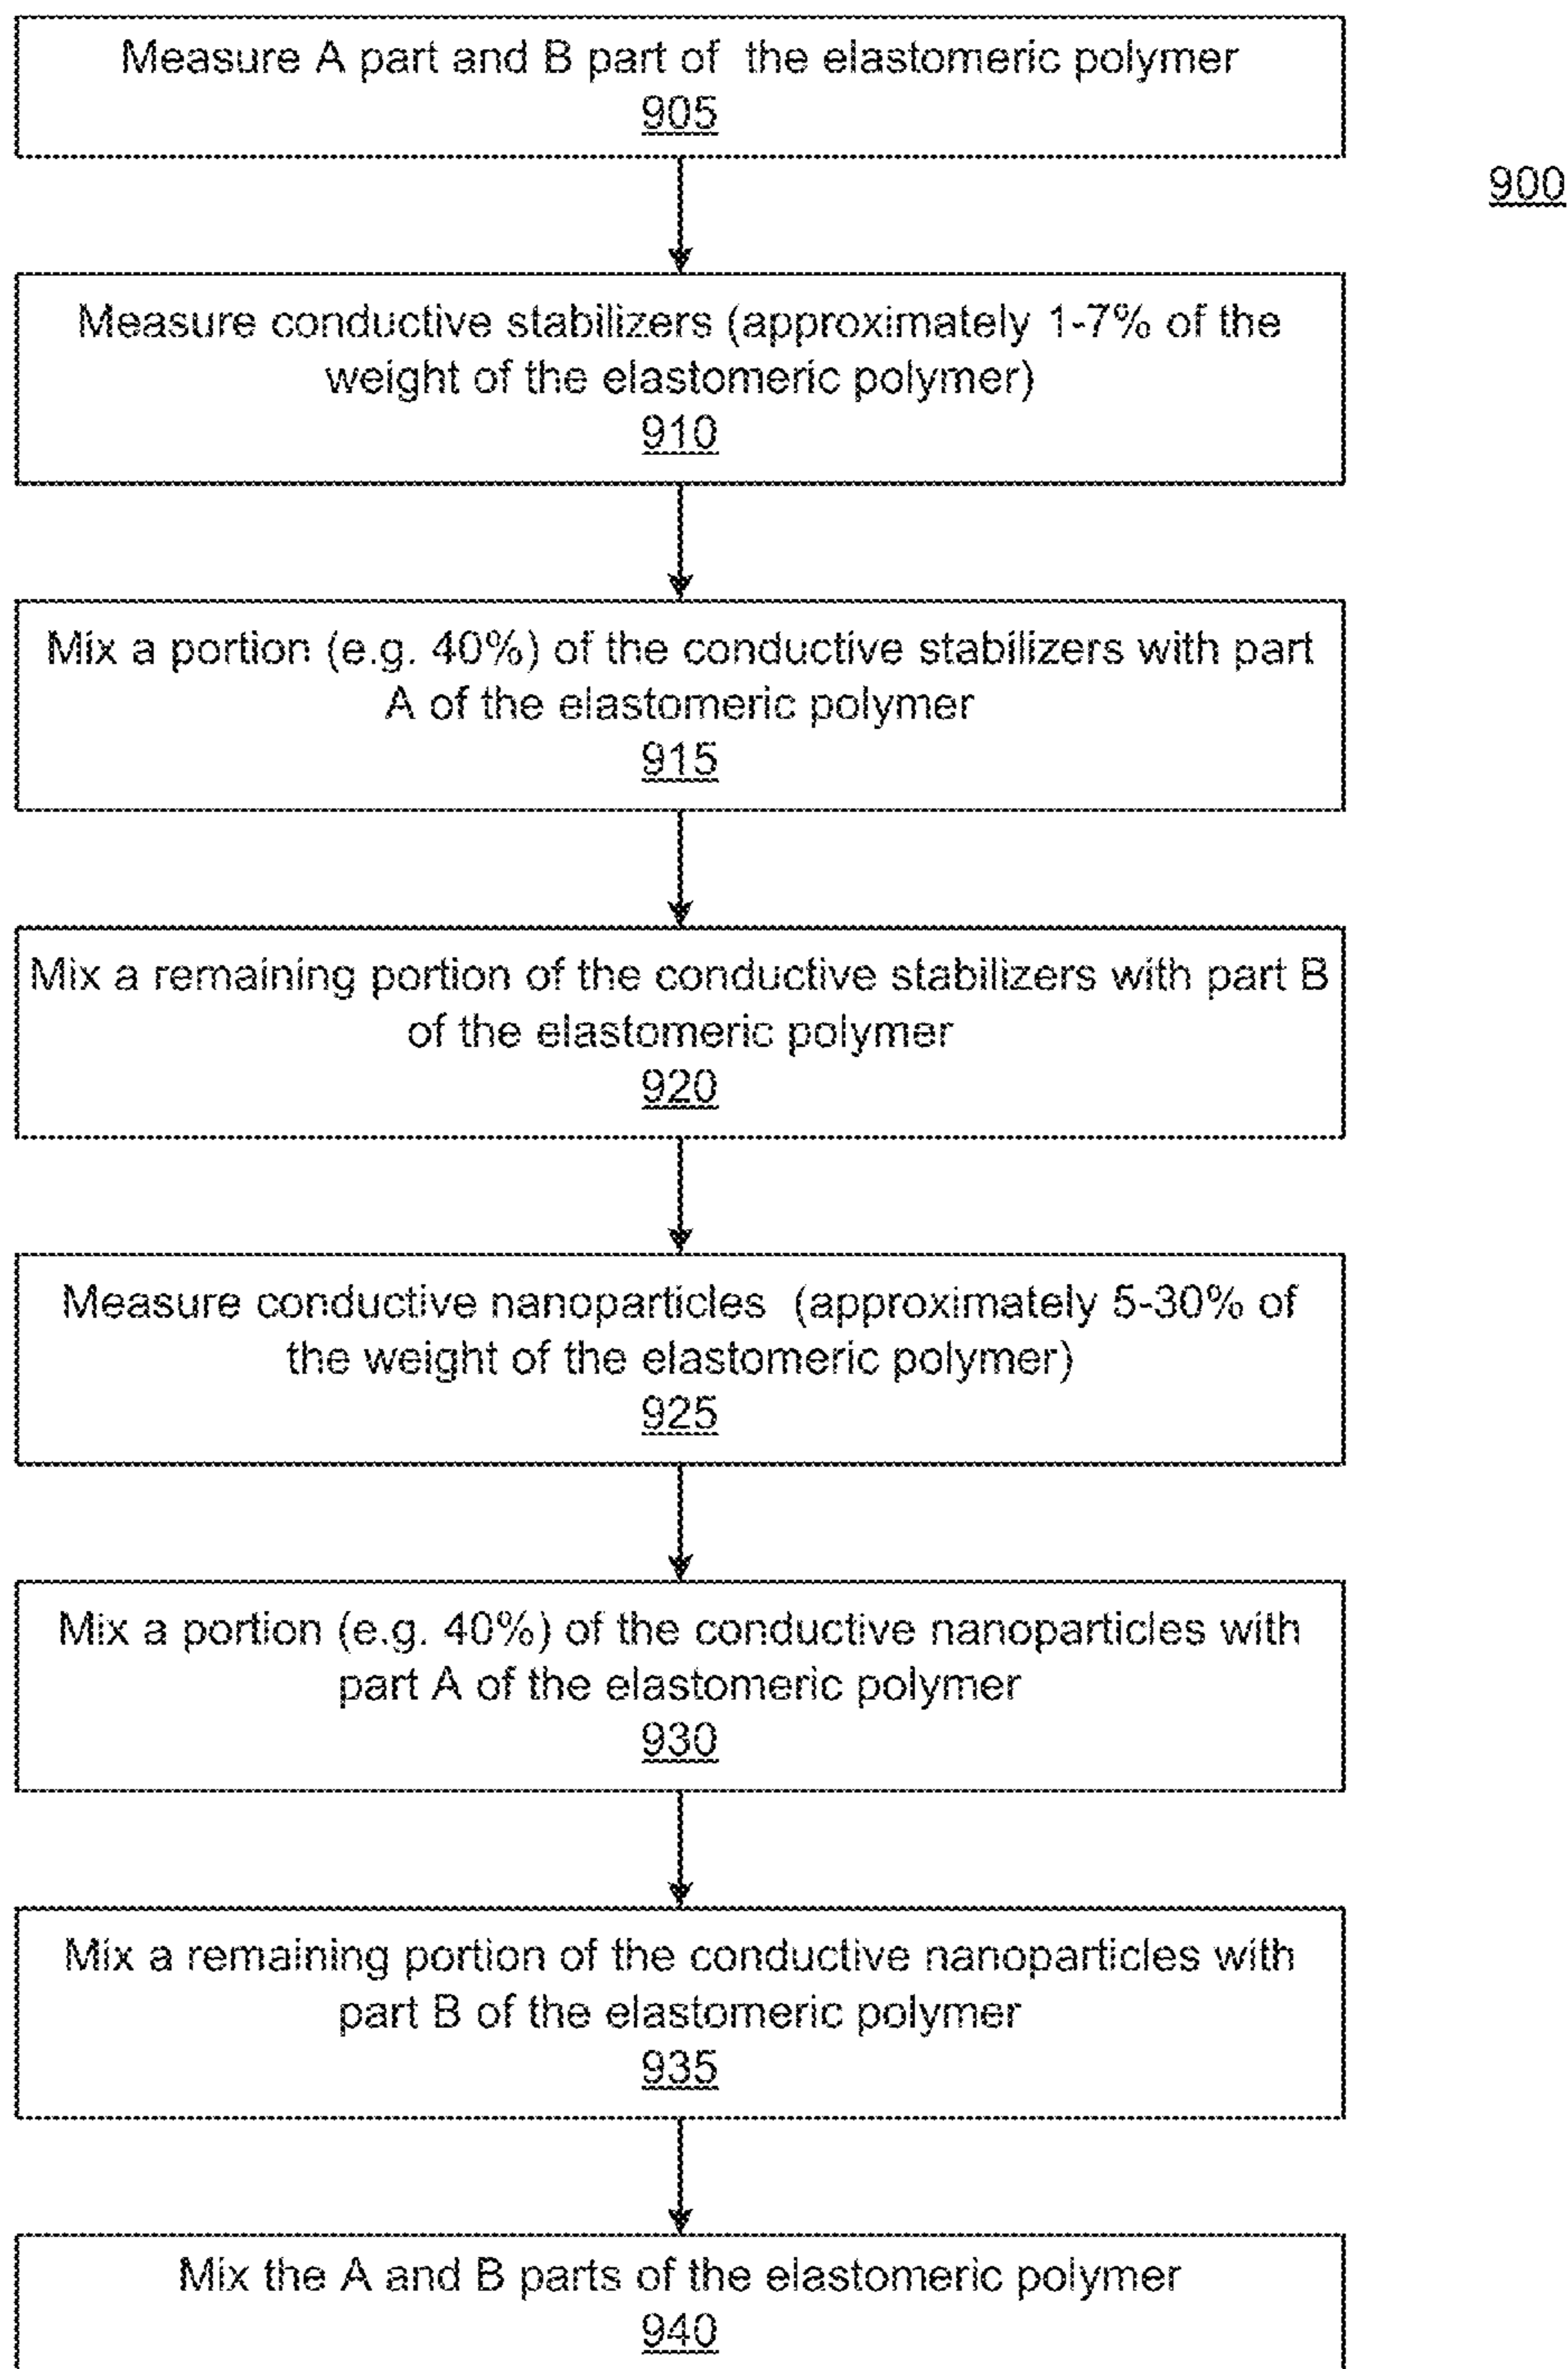 Measure A part and B part of the elastomeric polymer
905
900
Measure conductive stabilizers (approximately 1-7% of the
weight of the elastomeric polymer)
910
Mix a portion (e.g. 40%) of the conductive stabilizers with part
A of the elastomeric polymer
915
Mix a remaining portion of the conductive stabilizers with part B
of the elastomeric polymer
920
Measure conductive nanoparticles (approximately 5-30% of
the weight of the elastomeric polymer)
925
Mix a portion (e.g. 40%) of the conductive nanoparticles with
part A of the elastomeric polymer
930
Mix a remaining portion of the conductive nanoparticles with
part B of the elastomeric polymer
935
Mix the A and B parts of the elastomeric polymer
940